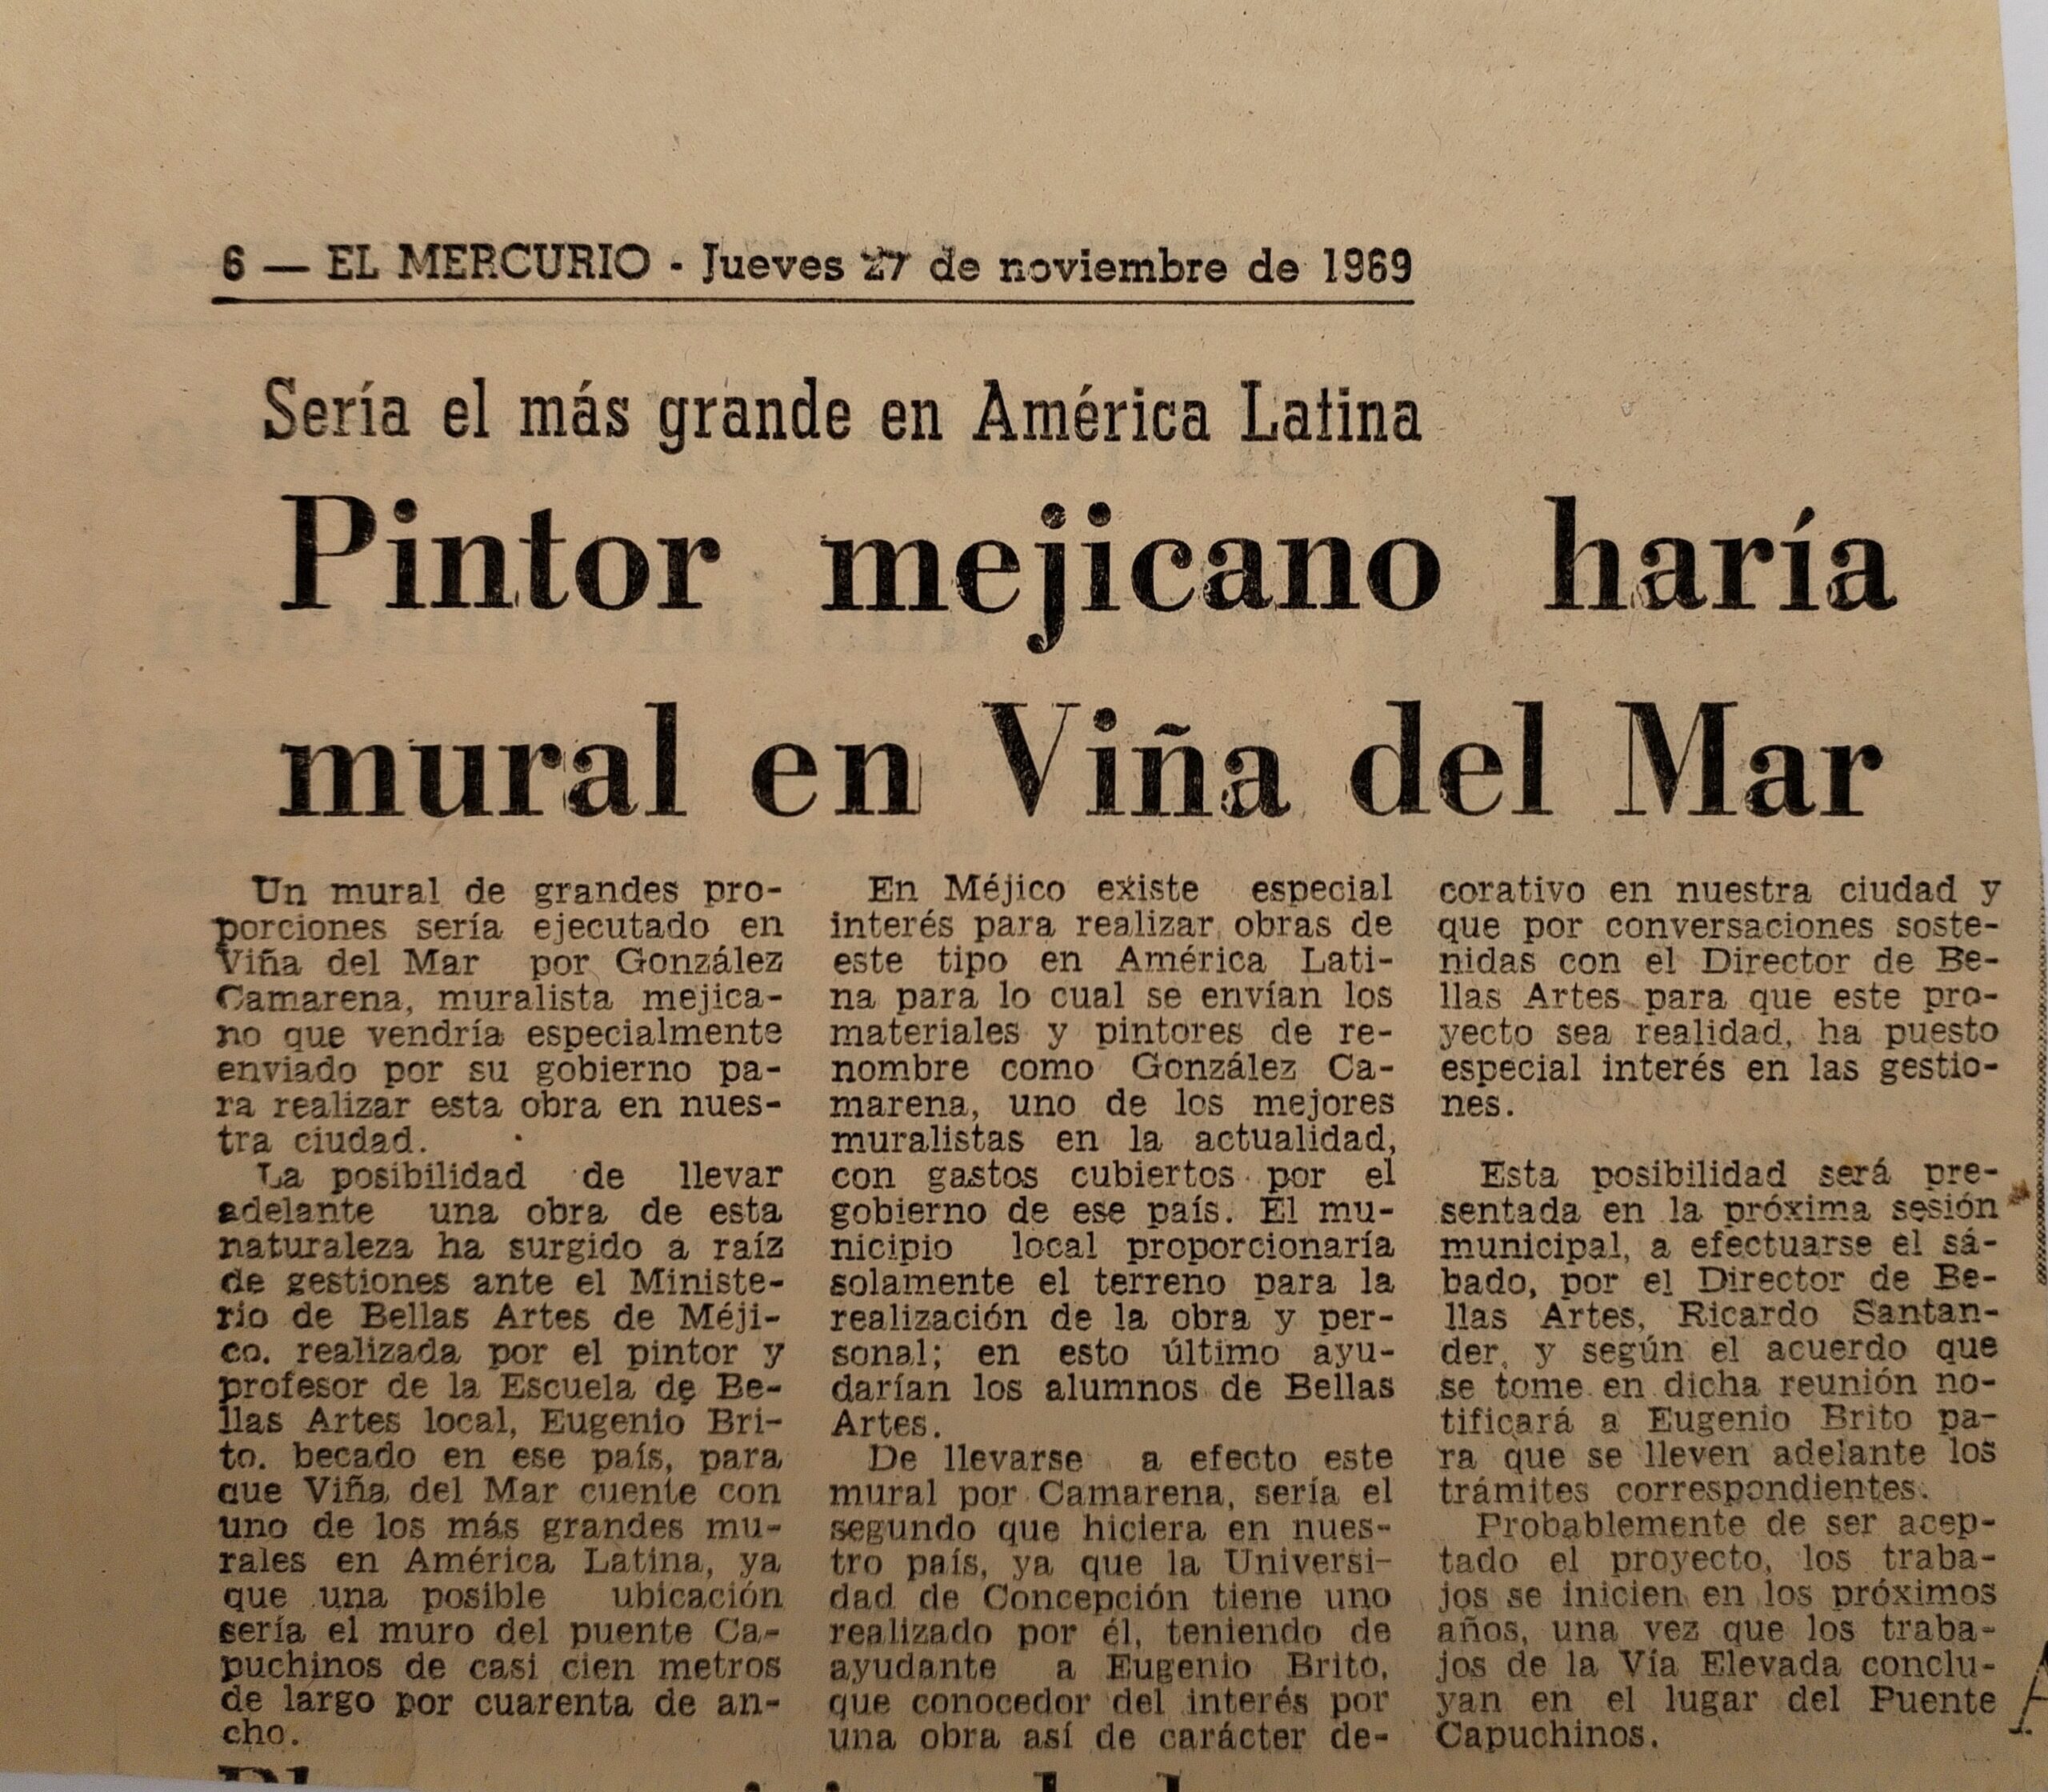 6 — EL MERCURIO - Jueves 27 de noviembre de 1969
Sería el más grande en América Latina
Pintor mejicano haría
mural en Viña del Mar
Un mural de grandes pro-
porciones sería ejecutado en
Viña del Mar por González
Camarena, muralista mejica-
no que vendría especialmente
enviado por su gobierno pa-
ra realizar esta obra en nues-
tra ciudad.
La posibilidad de llevar
adelante una obra de esta
naturaleza ha surgido a raíz
de gestiones ante el Ministe-
rio de Bellas Artes de Méji-
co. realizada por el pintor y
profesor de la Escuela de Be-
llas Artes local, Eugenio Bri-
to. becado en ese país, para
que Viña del Mar cuente con
uno de los más grandes mu-
rales en América Latina, ya
que una posible ubicación
sería el muro del puente Ca-
puchinos de casi cien metros
de largo por cuarenta de an-
cho.
En Méjico existe especial
interés para realizar obras de
este tipo en América Lati-
na para lo cual se envían los
materiales y pintores de re-
nombre como González Ca-
marena, uno de los mejores
muralistas en la actualidad,
con gastos cubiertos por el
gobierno de ese país. El mu-
nicipio local proporcionaría
solamente el terreno para la
realización de la obra y per-
sonal; en esto último ayu-
darían los alumnos de Bellas
Artes.
De llevarse a efecto este
mural por Camarena, sería el
segundo que hiciera en nues-
tro país, ya que la Universi-
dad de Concepción tiene uno
realizado por él, teniendo de
ayudante a Eugenio Brito,
que conocedor del interés por
una obra así de carácter de-
corativo en nuestra ciudad y
que por conversaciones soste-
nidas con el Director de Be-
llas Artes para que este pro-
yecto sea realidad, ha puesto
especial interés en las gestio-
nes.
Esta posibilidad será pre-
sentada en la próxima sesión
municipal, a efectuarse el sá-
bado, por el Director de Be-
llas Artes, Ricardo Santan-
der, y según el acuerdo que
se tome en dicha reunión no-
tificará a Eugenio Brito pa-
ra que se lleven adelante los
trámites correspondientes.
Probablemente de ser acep-
tado el proyecto, los traba-
jos se inicien en los próximos
años, una vez que los traba-
jos de la Vía Elevada conclu-
yan en el lugar del Puente
Capuchinos.